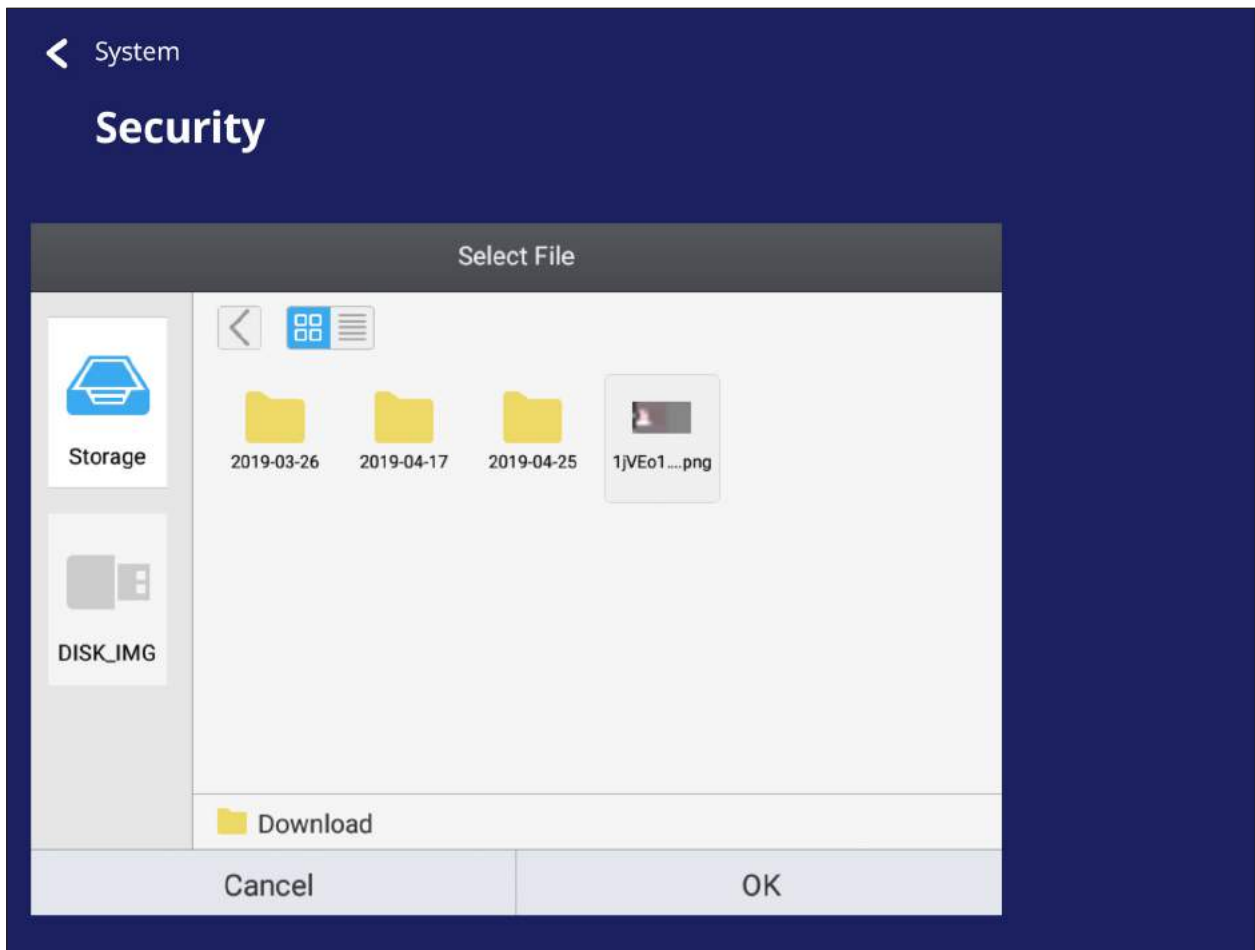 System
Security
Select File
Storage
2019-03-26
2019-04-17
2019-04-25
1jVEo1....png
DISK_IMG
Download
Cancel
OK